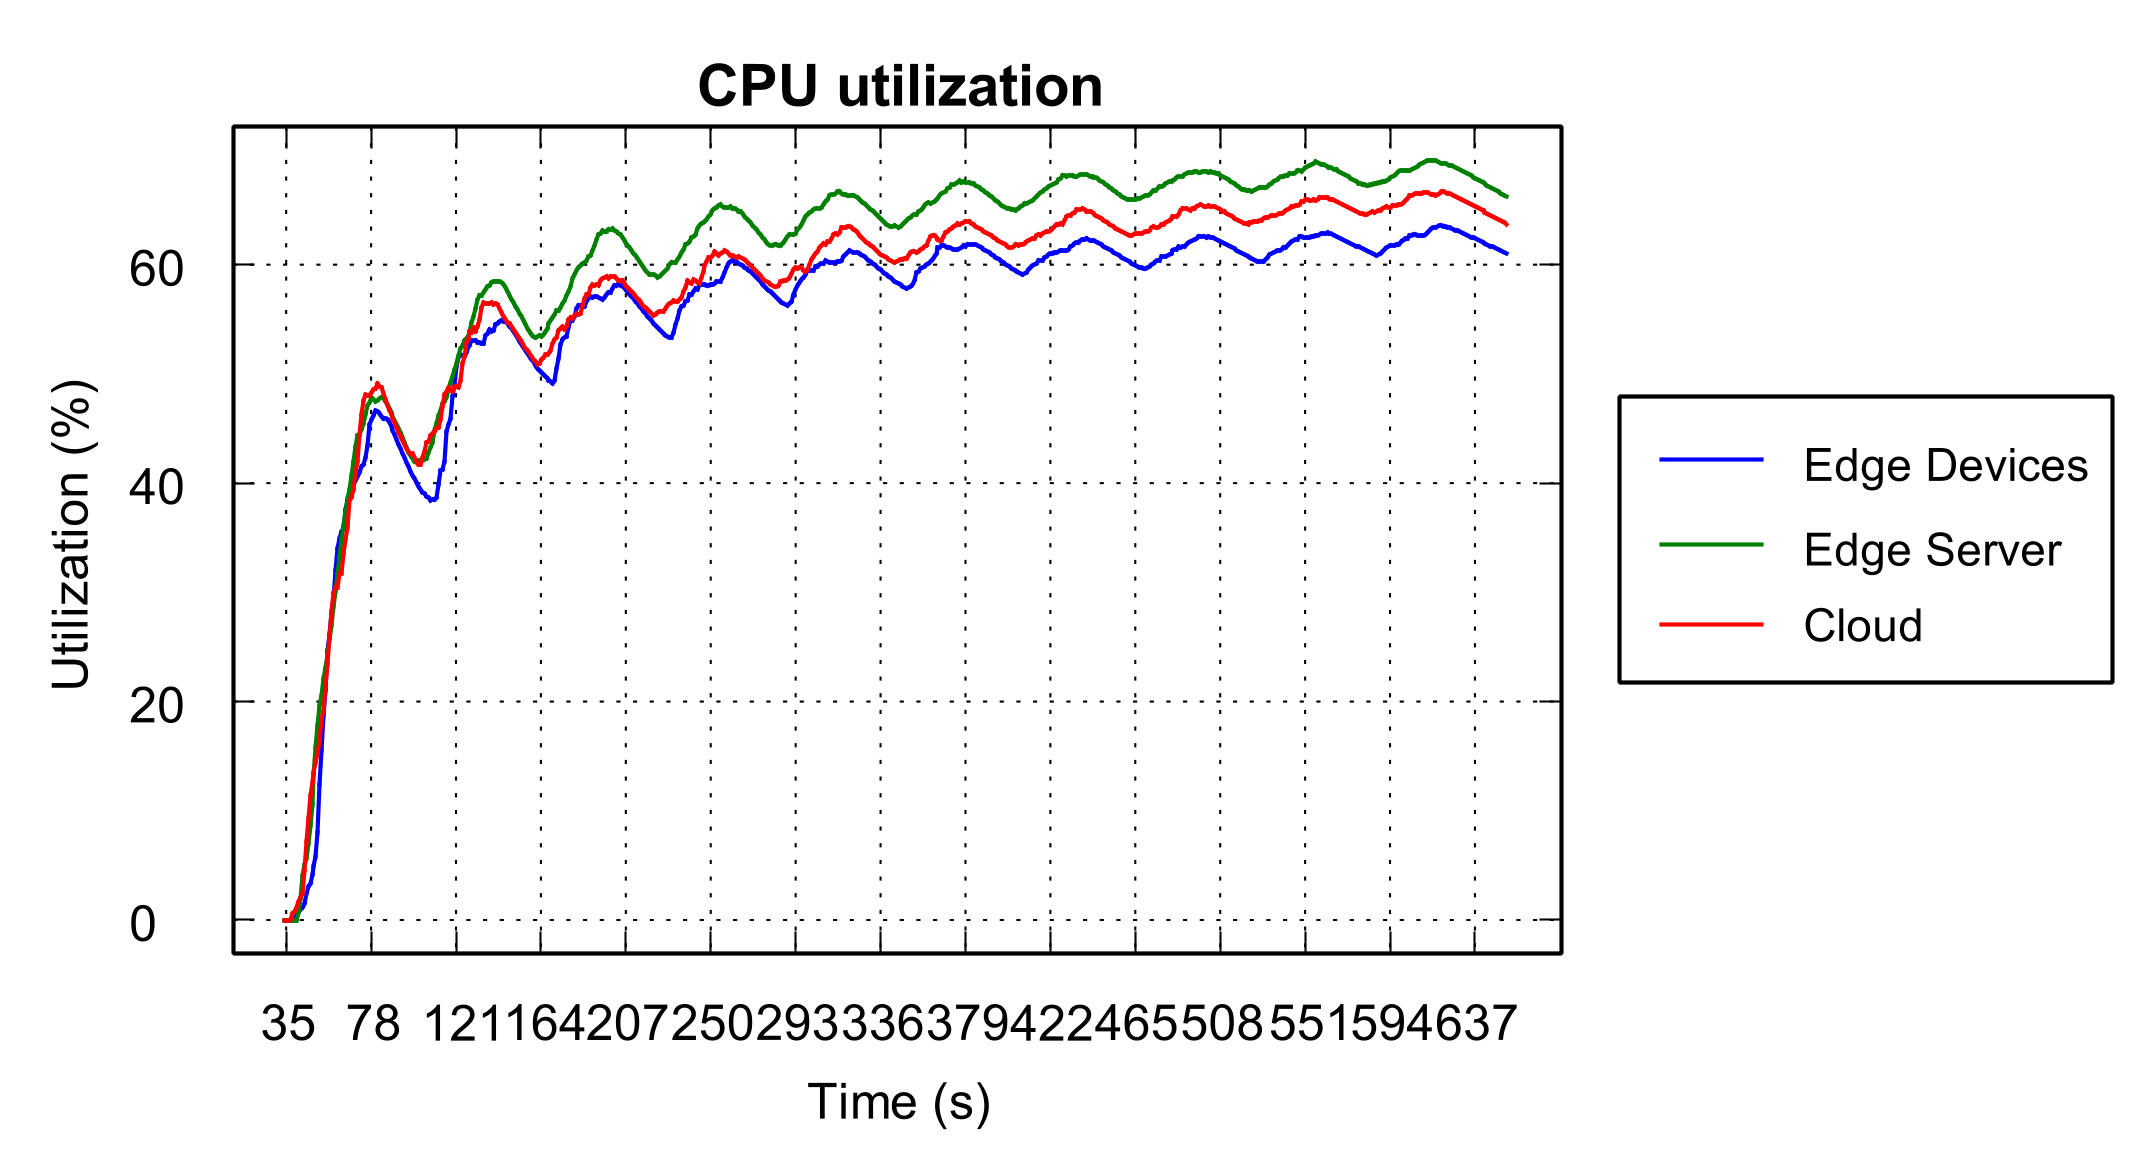 CPU utilization
Utilization (%)
60
40
20
0
35 78 121 164 207 250 293 336 379 422 465 508 551 594 637
Time (s)
Edge Devices
Edge Server
Cloud